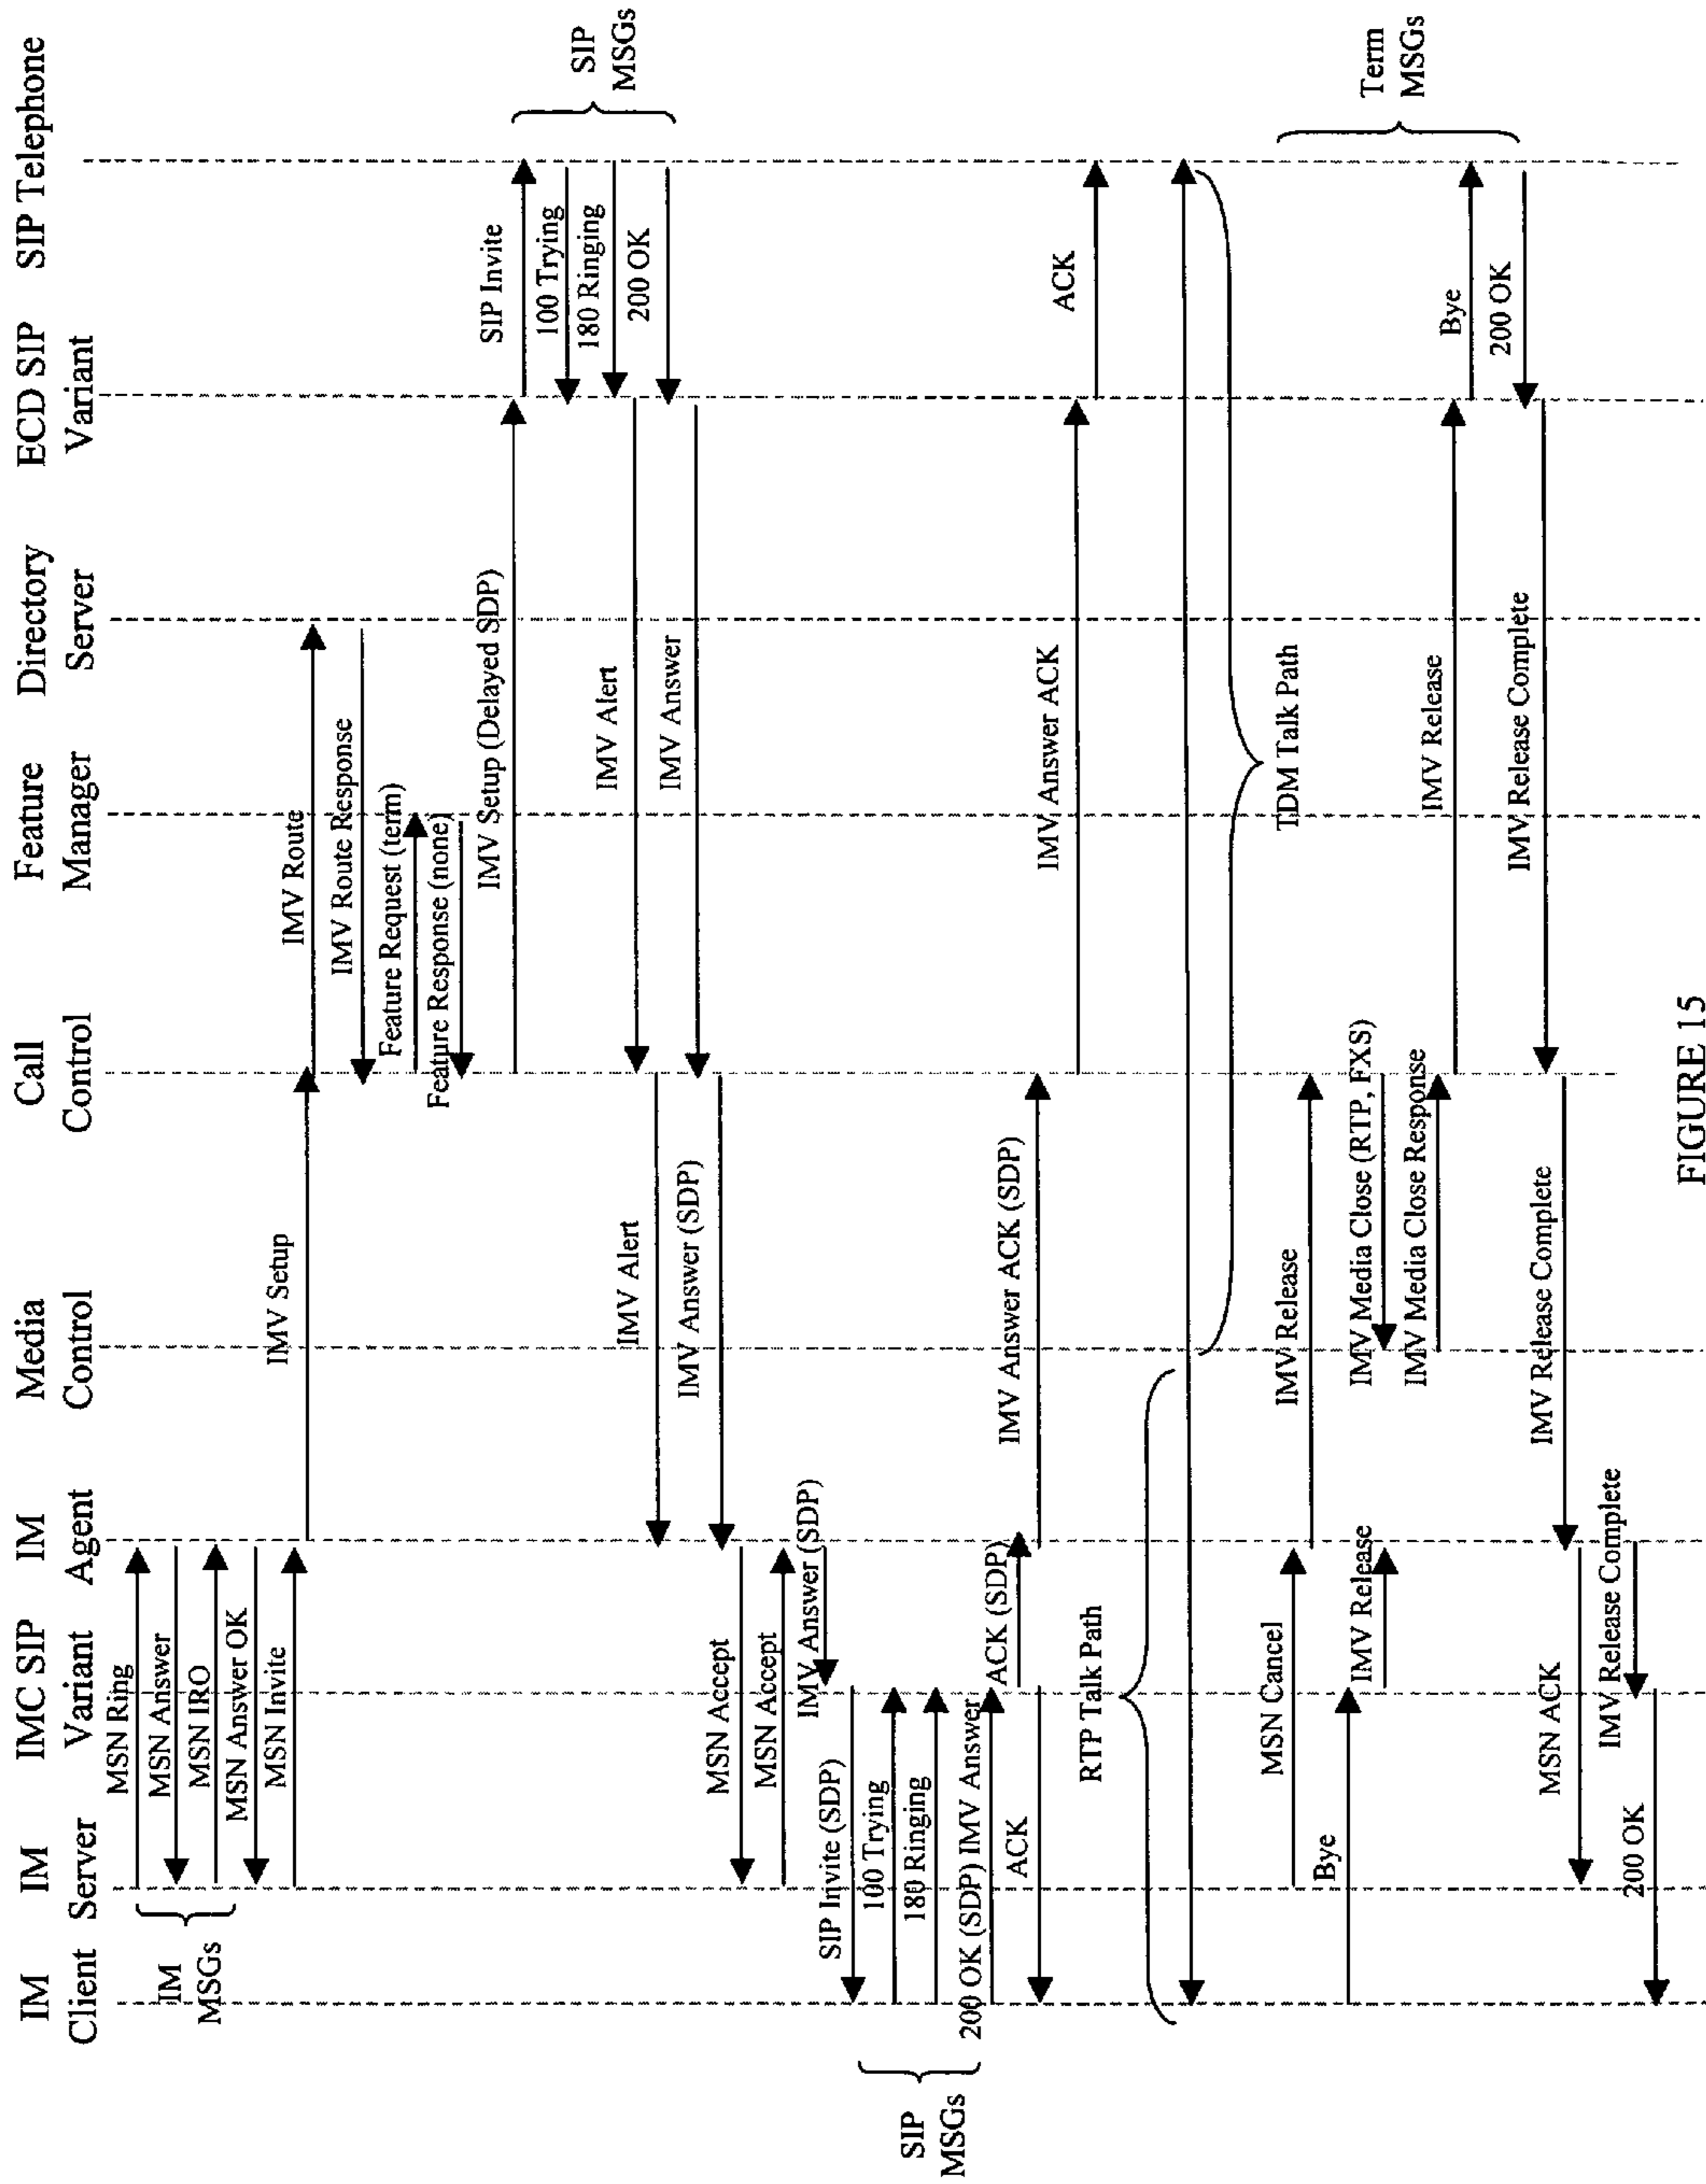 IM
Client
IM
Server
IMC SIP
Variant
IM
Agent
Media
Control
Call
Control
Feature
Manager
Directory
Server
ECD SIP
Variant
SIP Telephone
IM
MSGs
MSN Ring
MSN Answer
MSN IRO
MSN Answer OK
MSN Invite
IMV Setup
IMV Route
IMV Route Response
Feature Request (term)
Feature Response (none)
IMV Setup (Delayed SDP)
SIP Invite
100 Trying
180 Ringing
200 OK
SIP
MSGs
IMV Alert
IMV Answer
IMV Alert
IMV Answer (SDP)
MSN Accept
MSN Accept
IMV Answer (SDP)
SIP Invite (SDP)
100 Trying
180 Ringing
200 OK (SDP) IMV Answer
SIP
MSGs
ACK
ACK (SDP)
IMV Answer ACK (SDP)
IMV Answer ACK
ACK
RTP Talk Path
TDM Talk Path
MSN Cancel
IMV Release
Bye
IMV Release
IMV Media Close (RTP, FXS)
IMV Media Close Response
IMV Release
Bye
200 OK
Term
MSGs
IMV Release Complete
IMV Release Complete
MSN ACK
IMV Release Complete
200 OK
FIGURE 15